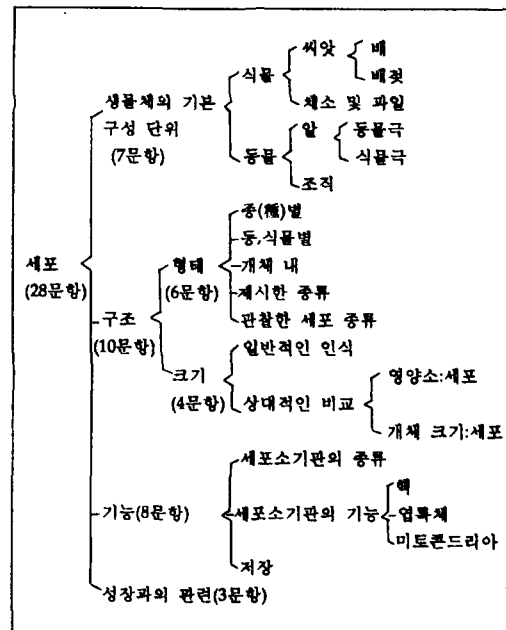 세포
(28문항)
생물체의 기본
구성 단위
(7문항)
식물
씨앗
배
배젖
채소 및 과일
동물
알
동물극
식물극
조직
구조
(10문항)
형태
(6문항)
종(種)별
동,식물별
개체 내
제시한 종류
관찰한 세포 종류
크기
(4문항)
일반적인 인식
상대적인 비교
영양소:세포
개체 크기:세포
기능(8문항)
세포소기관의 종류
세포소기관의 기능
핵
엽록체
미토콘드리아
저장
성장과의 관련(3문항)